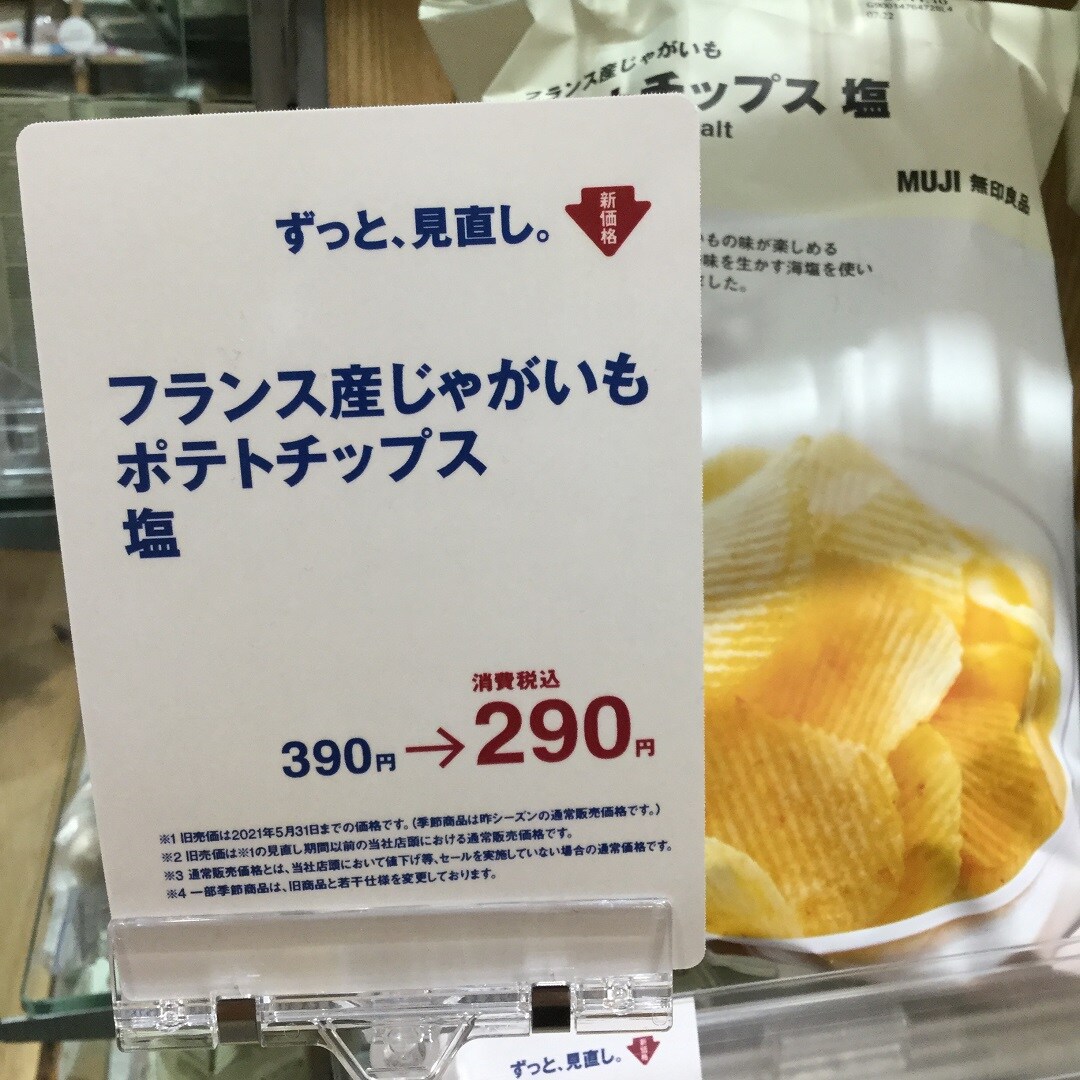 ずっと、見直し。
新価格
フランス産じゃがいも
ポテトチップス
塩
消費税込
390円→290円
※1 旧売価は2021年5月31日までの価格です。(季節商品は昨シーズンの通常販売価格です。)
※2 旧売価は※1の見直し期間以前の当社店頭における通常販売価格です。
※3 通常販売価格とは、当社店頭において値下げ等、セールを実施していない場合の通常価格です。
※4 一部季節商品は、旧商品と若干仕様を変更しております。
フランス産じゃがいも
チップス 塩
alt
MUJI 無印良品
いもの味が楽しめる
味を生かす海塩を使い
ました。
ずっと、見直し。
新価格